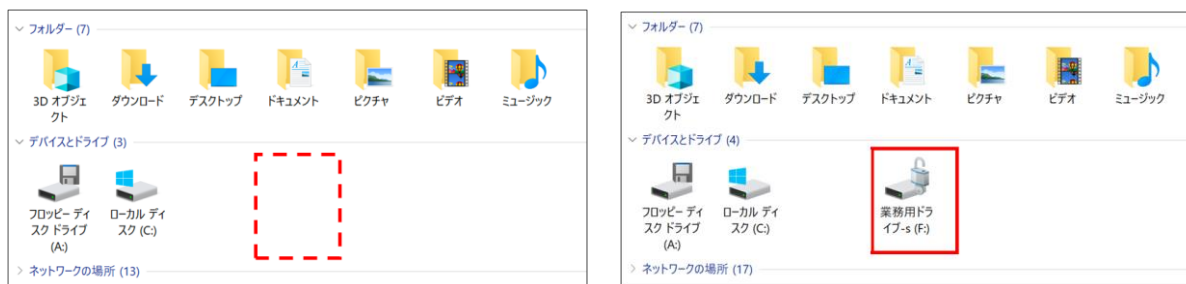 フォルダー (7)
3D オブジェ
クト
ダウンロード
デスクトップ
ドキュメント
ピクチャ
ビデオ
ミュージック
デバイスとドライブ (3)
フロッピー ディ
スク ドライブ
(A:)
ローカル ディ
スク (C:)
ネットワークの場所 (13)
フォルダー (7)
3D オブジェ
クト
ダウンロード
デスクトップ
ドキュメント
ピクチャ
ビデオ
ミュージック
デバイスとドライブ (4)
フロッピー ディ
スク ドライブ
(A:)
ローカル ディ
スク (C:)
業務用ドラ
イブ-s (F:)
ネットワークの場所 (17)